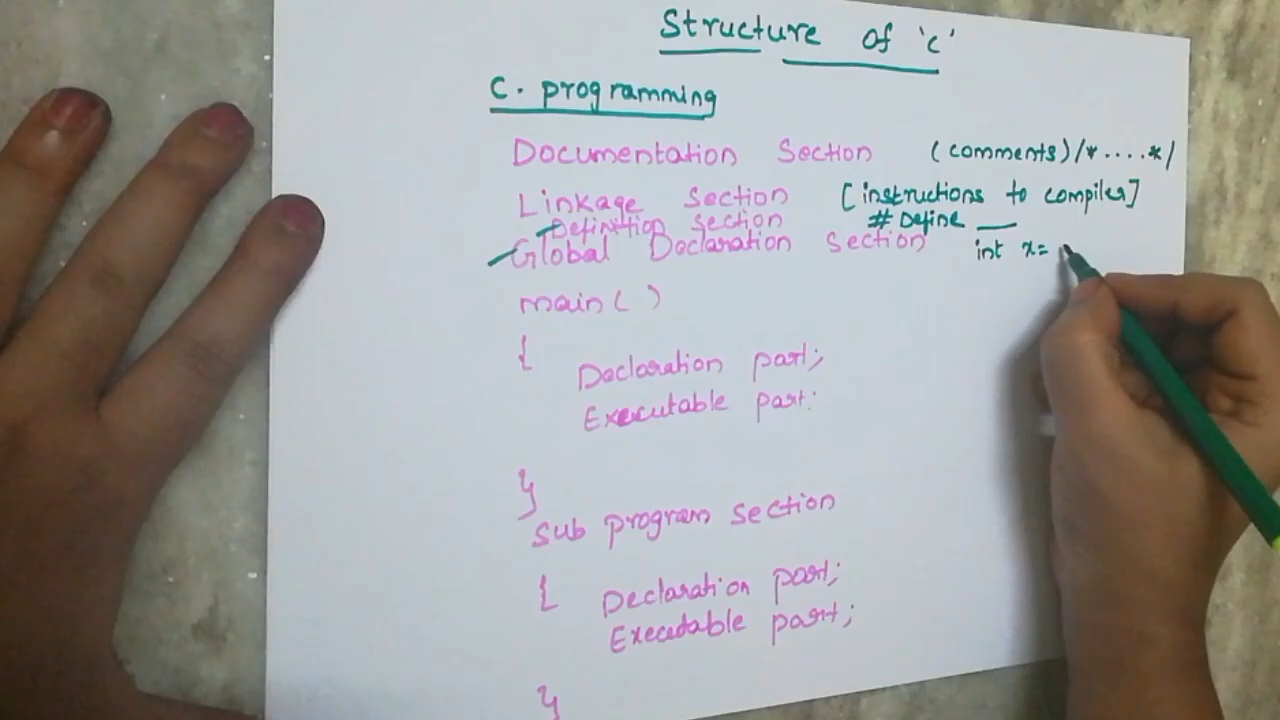 Structure of 'c'
C. programming
Documentation Section (comments) /*....*/
Linkage Section [instructions to compiler]
Definition section # Define __
Global Declaration section int x=
main( )
{
Declaration part;
Executable part:
}
Sub program section
{
Declaration part;
Executable part;
}